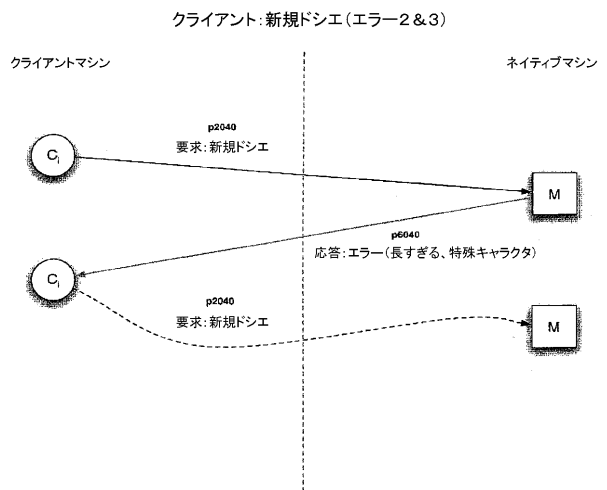 クライアント：新規ドシエ（エラー２＆３）
クライアントマシン
ネイティブマシン
p2040
要求：新規ドシエ
Ci
M
p6040
応答：エラー（長すぎる、特殊キャラクタ）
Ci
p2040
要求：新規ドシエ
M